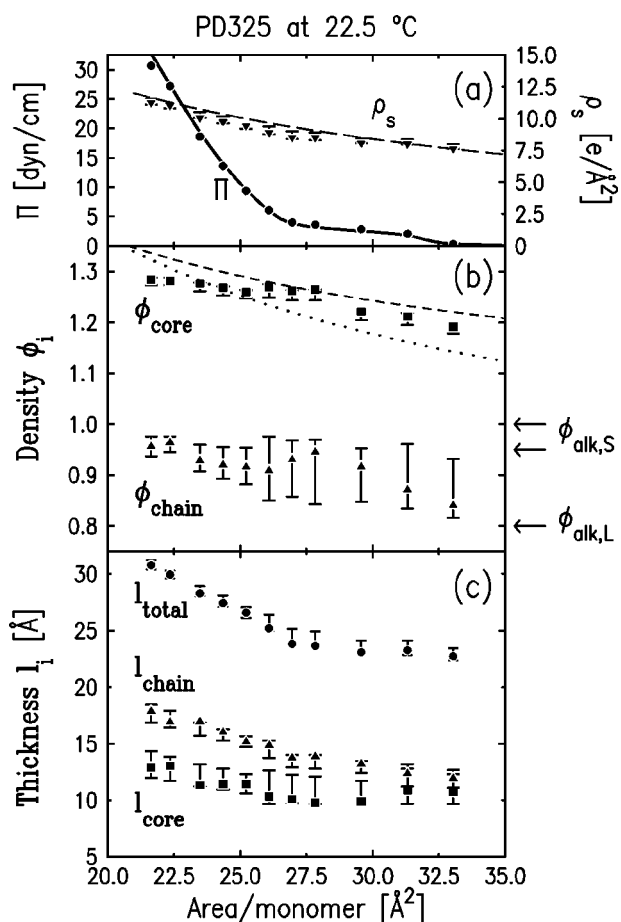 PD325 at 22.5 °C
Π [dyn/cm]
30
25
20
15
10
5
0
(a)
ρs
Π
15.0
12.5
10.0
7.5
5.0
2.5
0.0
ρs [e/Å²]
Density ϕi
1.3
1.2
1.1
1.0
0.9
0.8
(b)
ϕcore
ϕchain
ϕalk,S
ϕalk,L
Thickness li [Å]
30
25
20
15
10
5
(c)
ltotal
lchain
lcore
20.0 22.5 25.0 27.5 30.0 32.5 35.0
Area/monomer [Å²]